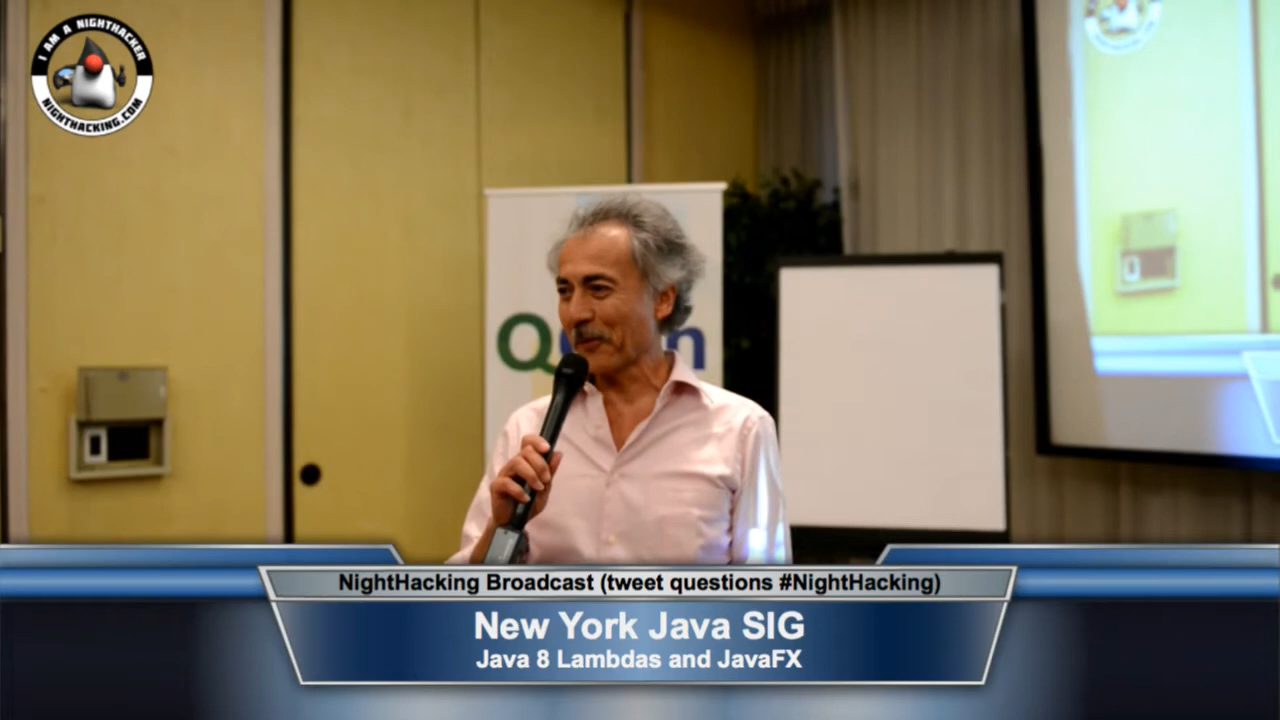 I AM A NIGHTHACKER
NIGHTHACKING.COM
NightHacking Broadcast (tweet questions #NightHacking)
New York Java SIG
Java 8 Lambdas and JavaFX